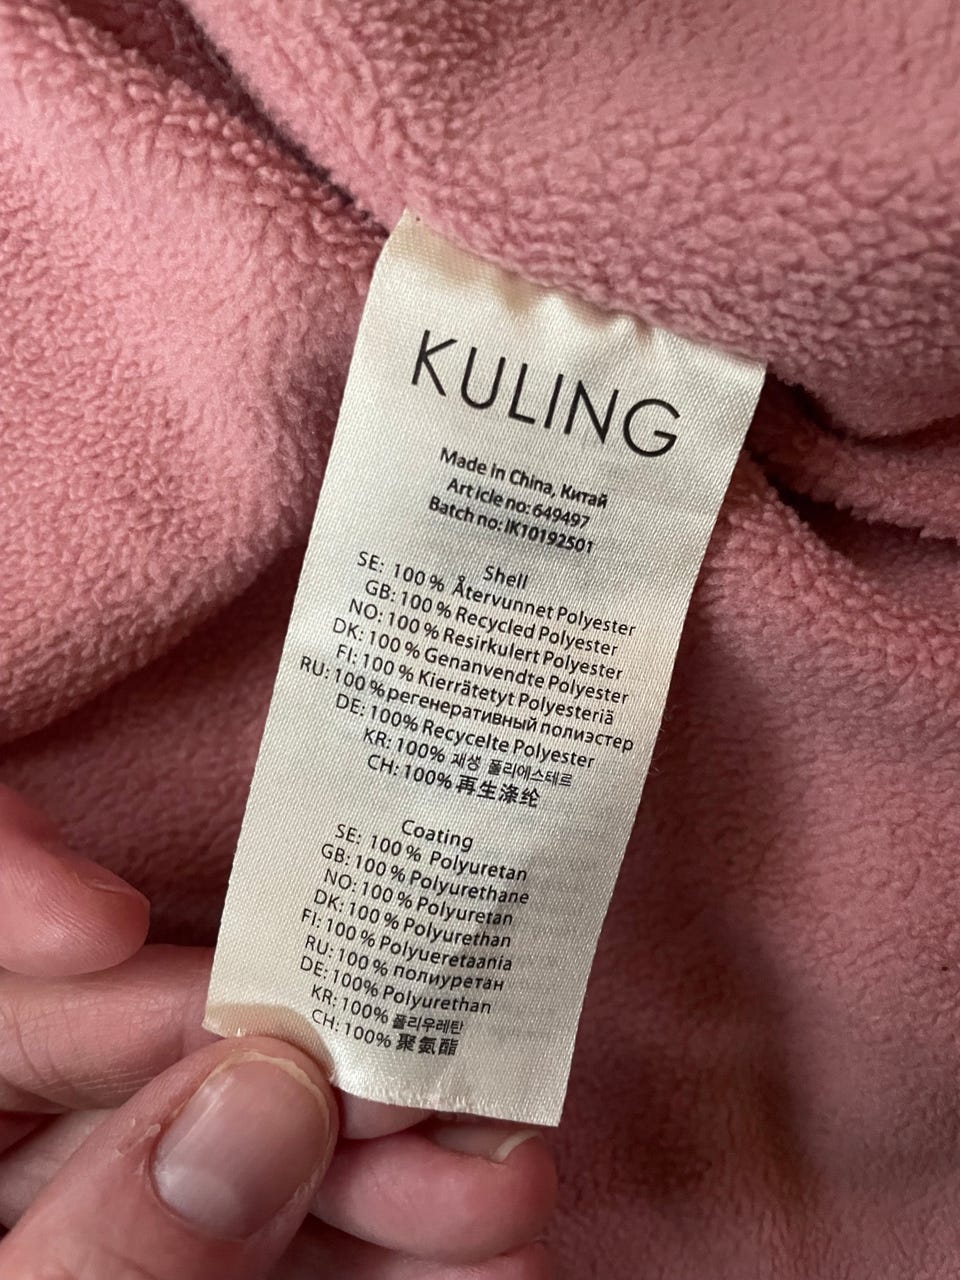 KULING
Made in China, Китай
Art icle no: 649497
Batch no: IK10192501
Shell
SE: 100 % Återvunnet Polyester
GB: 100 % Recycled Polyester
NO: 100 % Resirkulert Polyester
DK: 100 % Genanvendte Polyester
FI: 100 % Kierrätetyt Polyesteriä
RU: 100 % регенеративный полиэстер
DE: 100% Recycelte Polyester
KR: 100% 재생 폴리에스테르
CH: 100% 再生涤纶
Coating
SE: 100 % Polyuretan
GB: 100 % Polyurethane
NO: 100 % Polyuretan
DK: 100 % Polyurethan
FI: 100 % Polyueretaania
RU: 100 % полиуретан
DE: 100% Polyurethan
KR: 100% 폴리우레탄
CH: 100% 聚氨酯